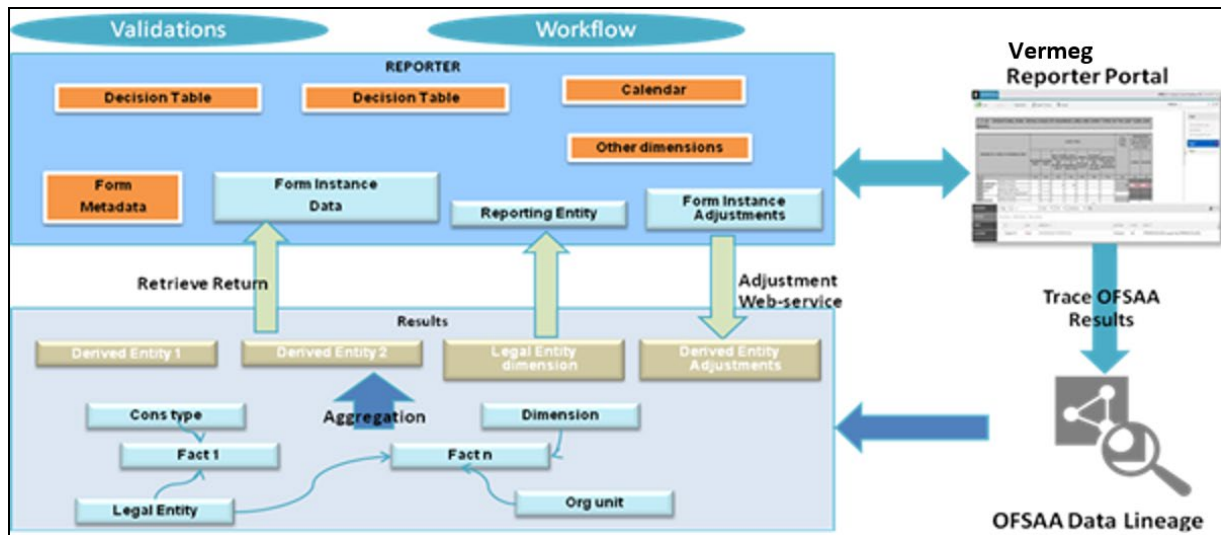 Validations
Workflow
REPORTER
Decision Table
Decision Table
Calendar
Other dimensions
Form
Metadata
Form Instance
Data
Reporting Entity
Form Instance
Adjustments
Vermeg
Reporter Portal
Retrieve Return
Adjustment
Web-service
Trace OFSAA
Results
Results
Derived Entity 1
Derived Entity 2
Legal Entity
dimension
Derived Entity
Adjustments
Cons type
Aggregation
Dimension
Fact 1
Fact n
Legal Entity
Org unit
OFSAA Data Lineage